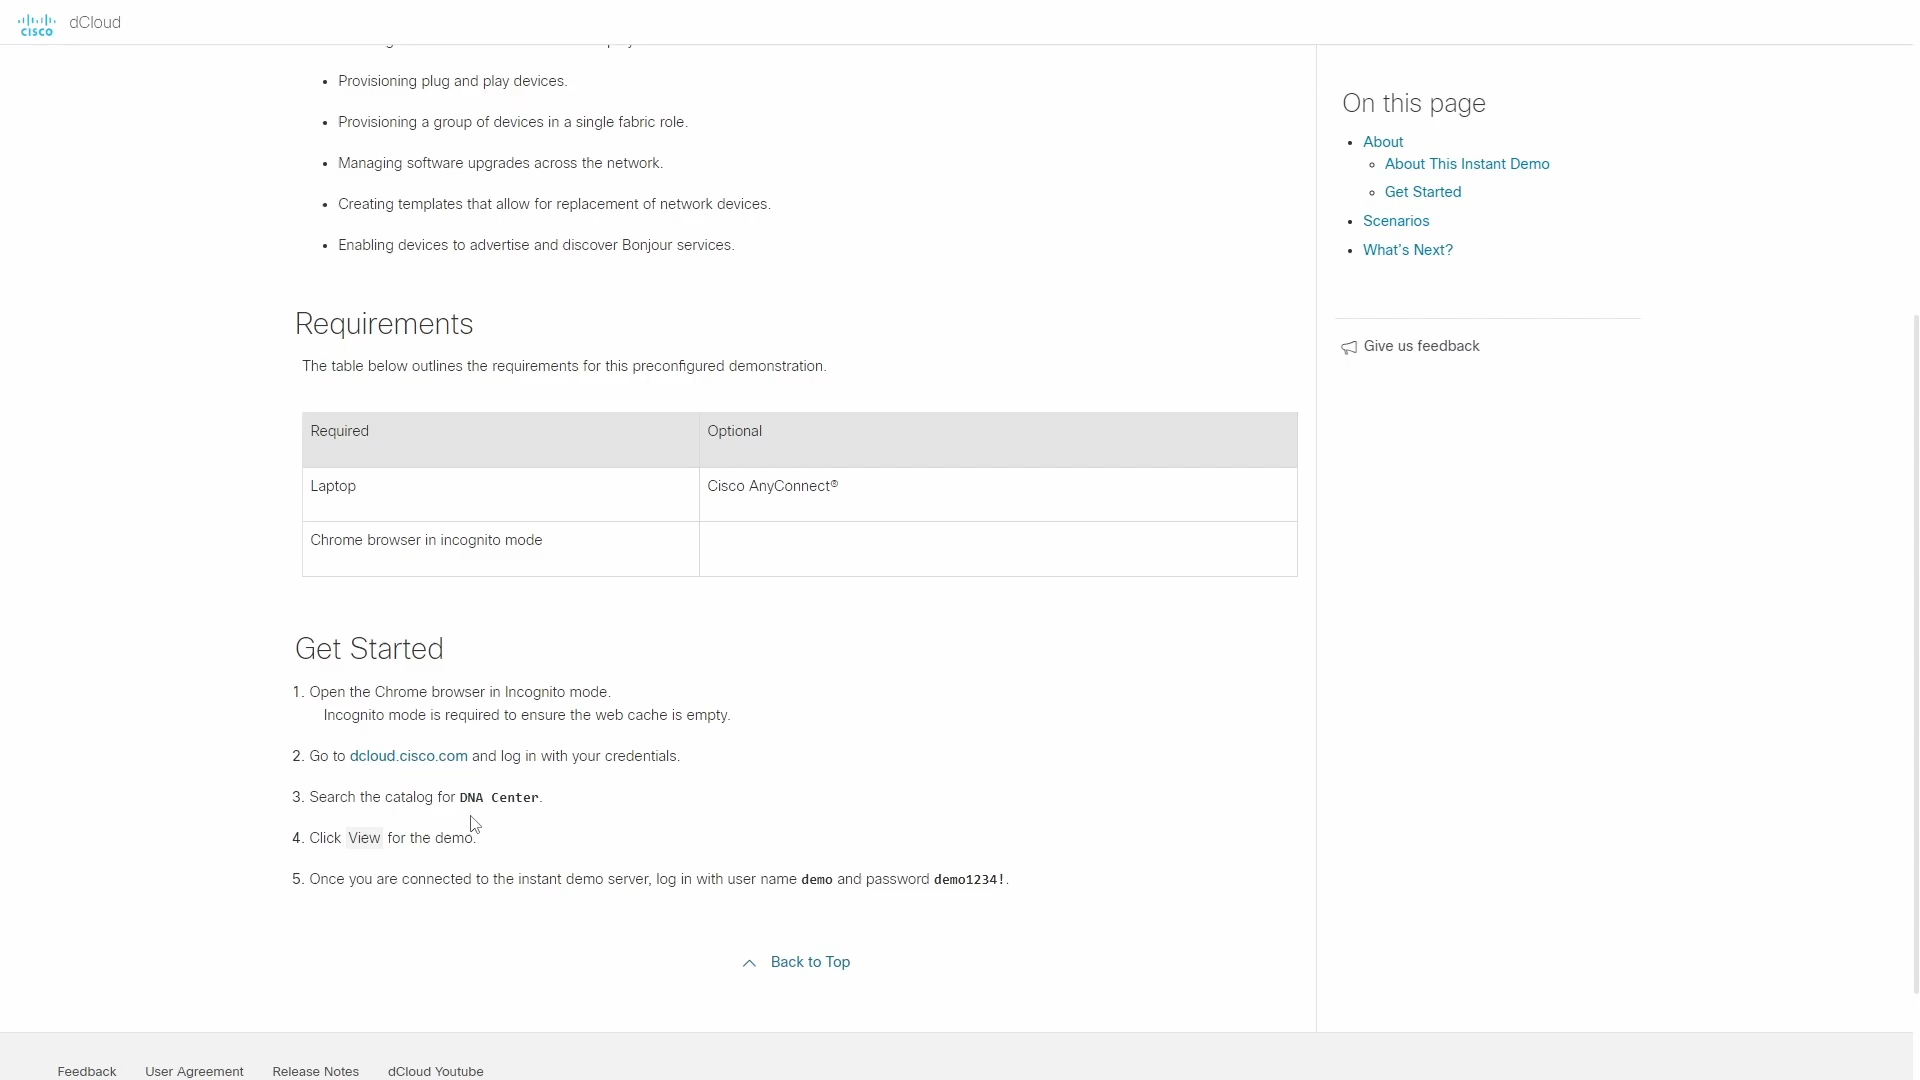 cisco dCloud
Provisioning plug and play devices.
Provisioning a group of devices in a single fabric role.
Managing software upgrades across the network.
Creating templates that allow for replacement of network devices.
Enabling devices to advertise and discover Bonjour services.
Requirements
The table below outlines the requirements for this preconfigured demonstration.
Required Optional
Laptop Cisco AnyConnect®
Chrome browser in incognito mode
Get Started
1. Open the Chrome browser in Incognito mode.
Incognito mode is required to ensure the web cache is empty.
2. Go to dcloud.cisco.com and log in with your credentials.
3. Search the catalog for DNA Center.
4. Click View for the demo.
5. Once you are connected to the instant demo server, log in with user name demo and password demo1234!.
Back to Top
On this page
About
About This Instant Demo
Get Started
Scenarios
What's Next?
Give us feedback
Feedback User Agreement Release Notes dCloud Youtube